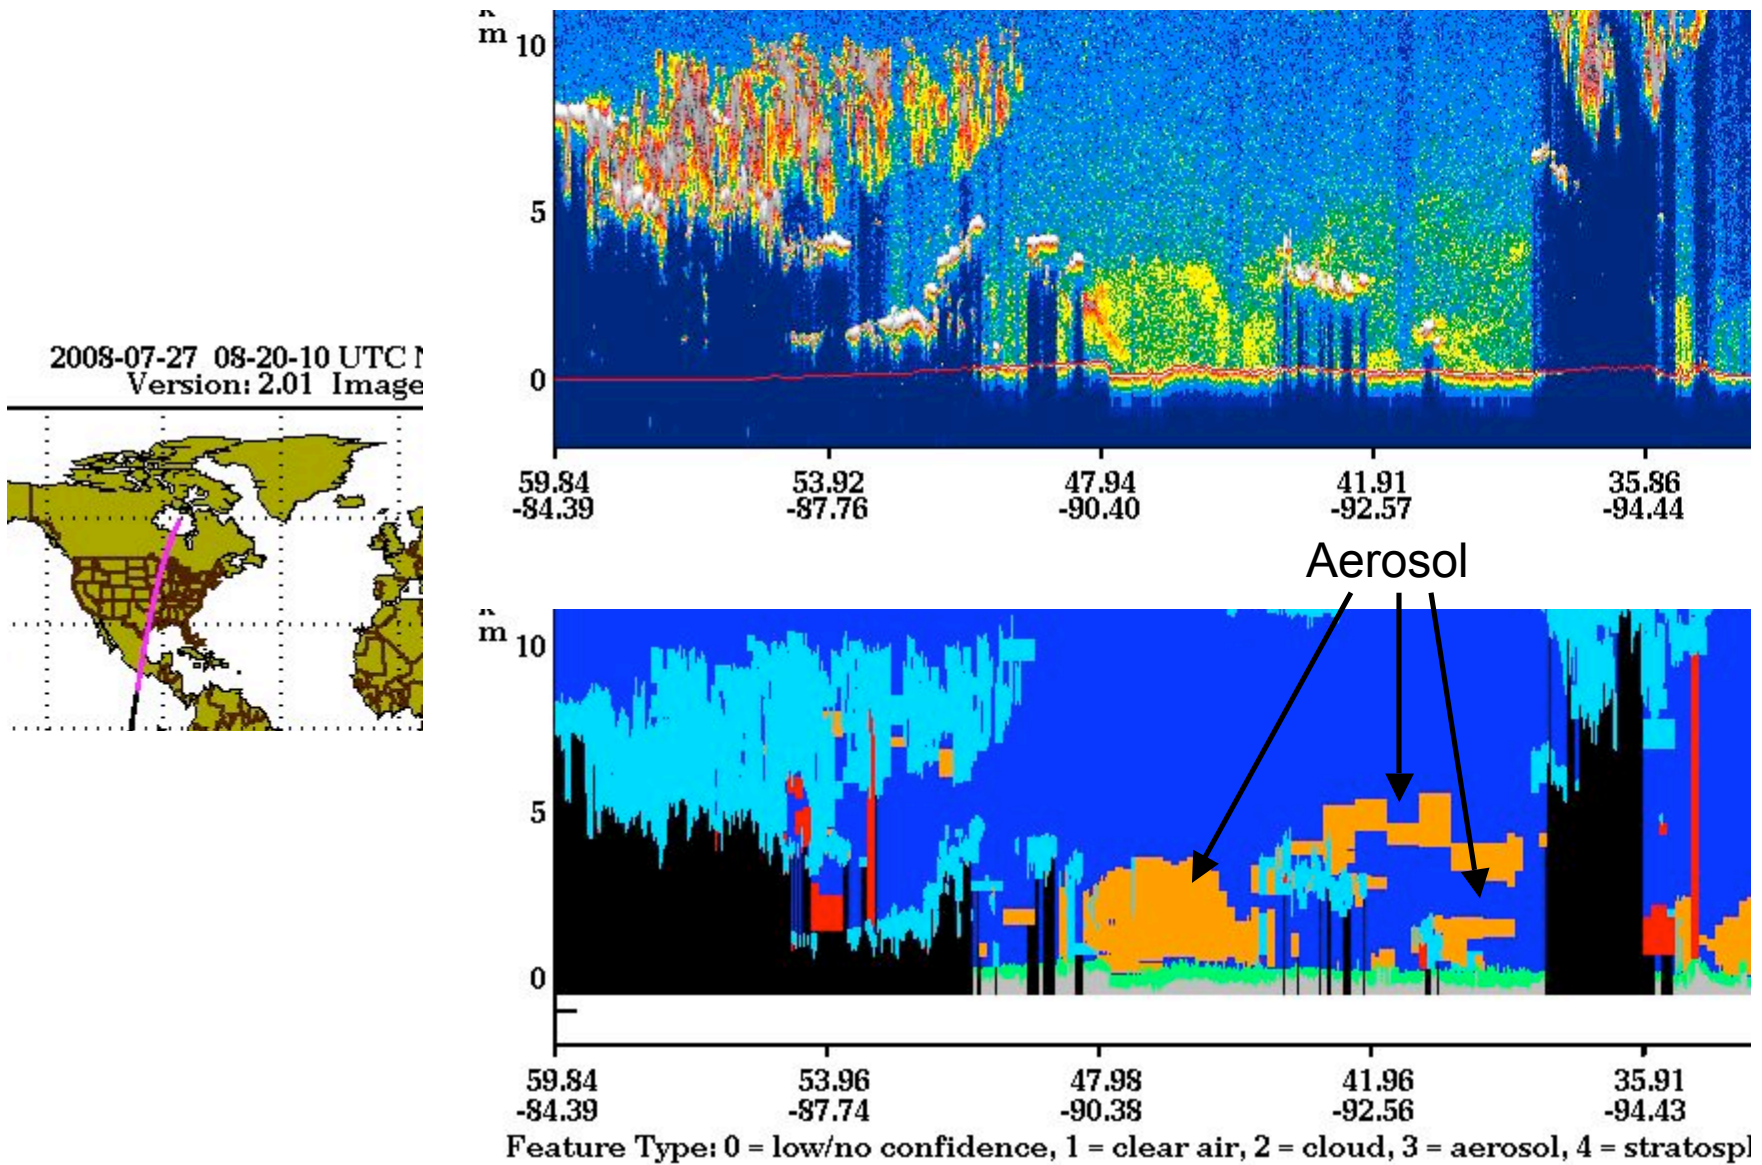 2008-07-27 08-20-10 UTC
Version: 2.01 Image
m 10
5
0
59.84 53.92 47.94 41.91 35.86
-84.39 -87.76 -90.40 -92.57 -94.44
Aerosol
m 10
5
0
59.84 53.96 47.98 41.96 35.91
-84.39 -87.74 -90.38 -92.56 -94.43
Feature Type: 0 = low/no confidence, 1 = clear air, 2 = cloud, 3 = aerosol, 4 =